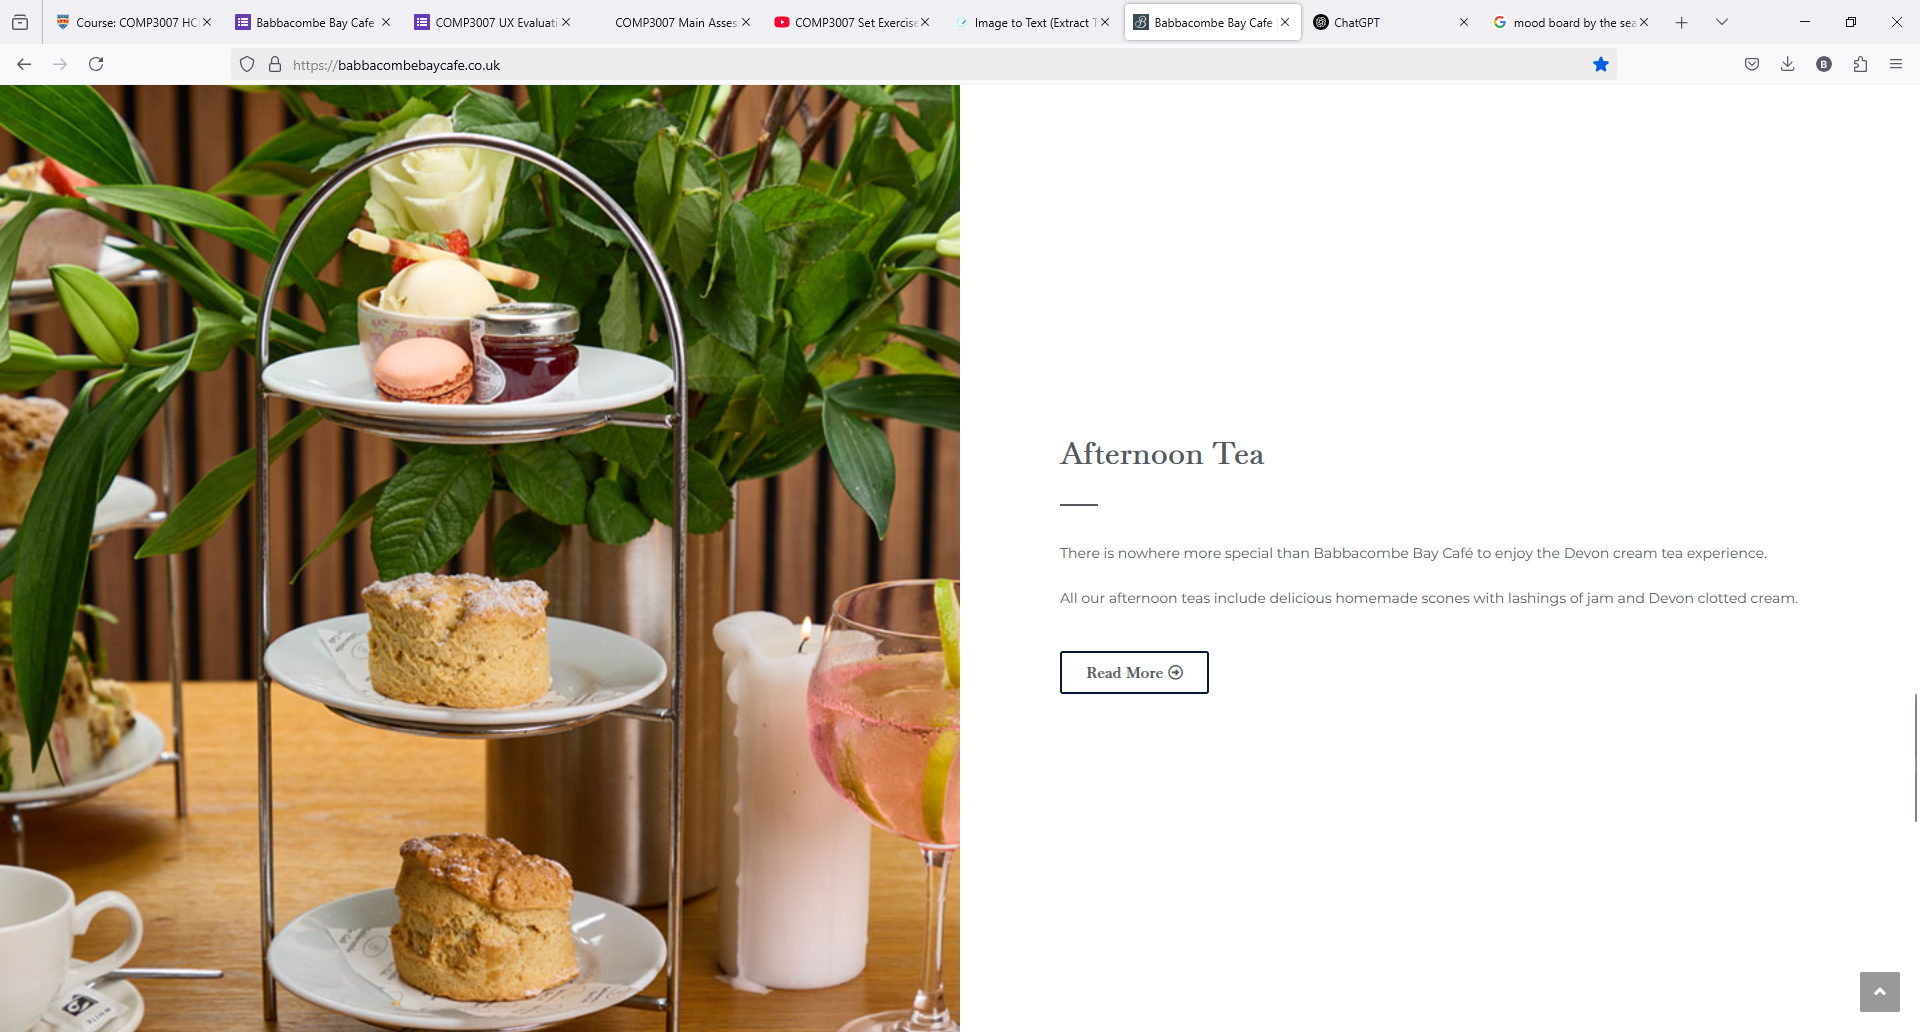 Course: COMP3007 HCI
Babbacombe Bay Cafe
COMP3007 UX Evaluati
COMP3007 Main Asses
COMP3007 Set Exercise
Image to Text (Extract T
Babbacombe Bay Cafe
ChatGPT
mood board by the sea
https://babbacombebaycafe.co.uk
B
Afternoon Tea
There is nowhere more special than Babbacombe Bay Café to enjoy the Devon cream tea experience.
All our afternoon teas include delicious homemade scones with lashings of jam and Devon clotted cream.
Read More
WHITE